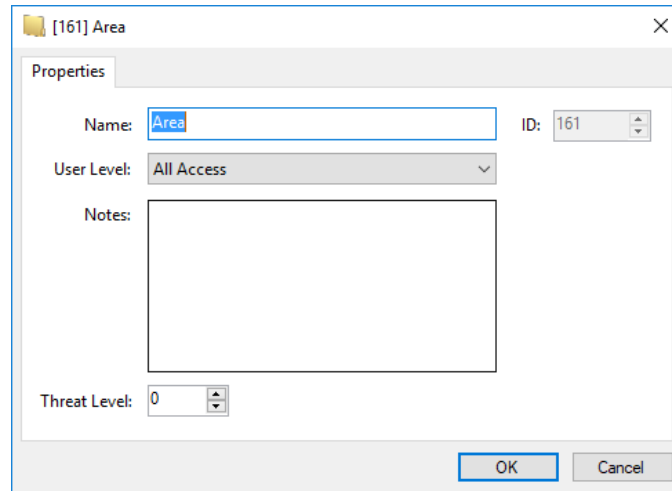 [161] Area
Properties
Name: Area ID: 161
User Level: All Access
Notes:
Threat Level: 0
OK Cancel